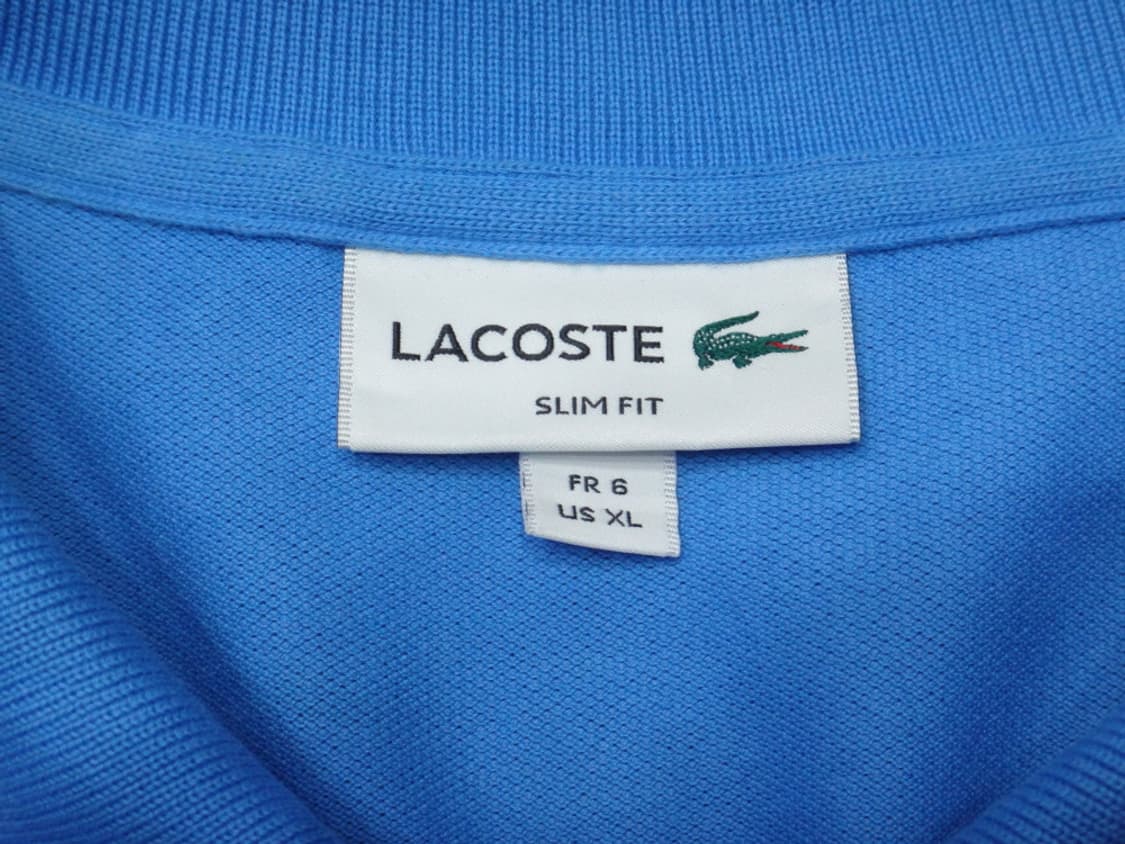 LACOSTE
SLIM FIT
FR 6
US XL